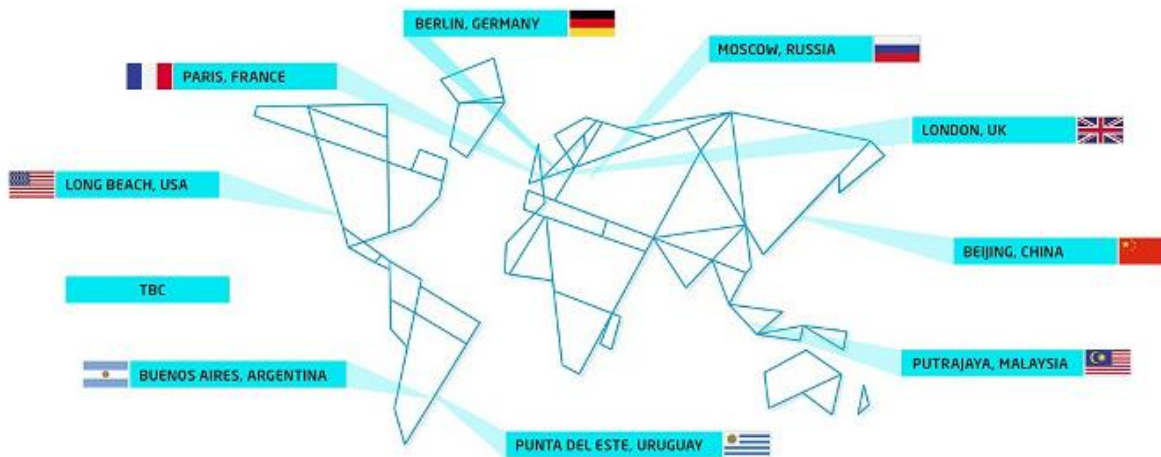 BERLIN, GERMANY
MOSCOW, RUSSIA
PARIS, FRANCE
LONDON, UK
LONG BEACH, USA
BEIJING, CHINA
TBC
PUTRAJAYA, MALAYSIA
BUENOS AIRES, ARGENTINA
PUNTA DEL ESTE, URUGUAY